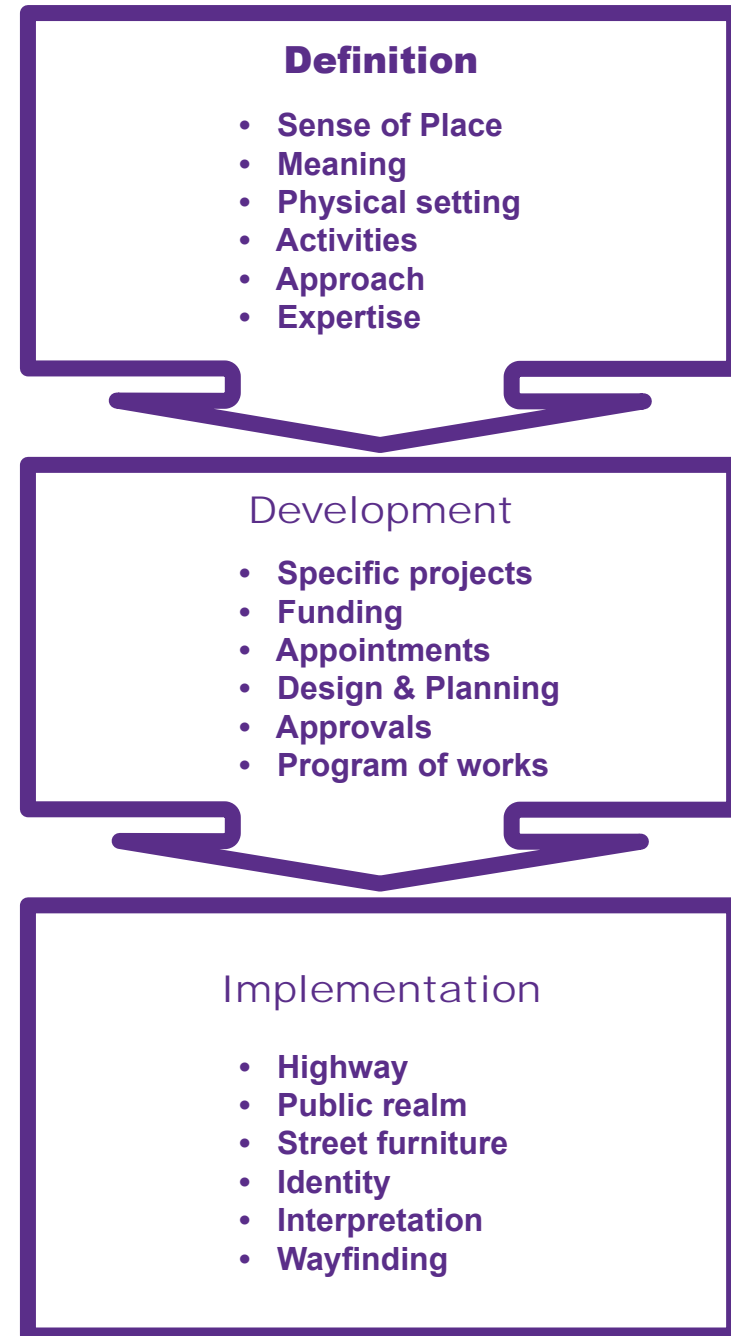 Definition
• Sense of Place
• Meaning
• Physical setting
• Activities
• Approach
• Expertise
Development
• Specific projects
• Funding
• Appointments
• Design & Planning
• Approvals
• Program of works
Implementation
• Highway
• Public realm
• Street furniture
• Identity
• Interpretation
• Wayfinding